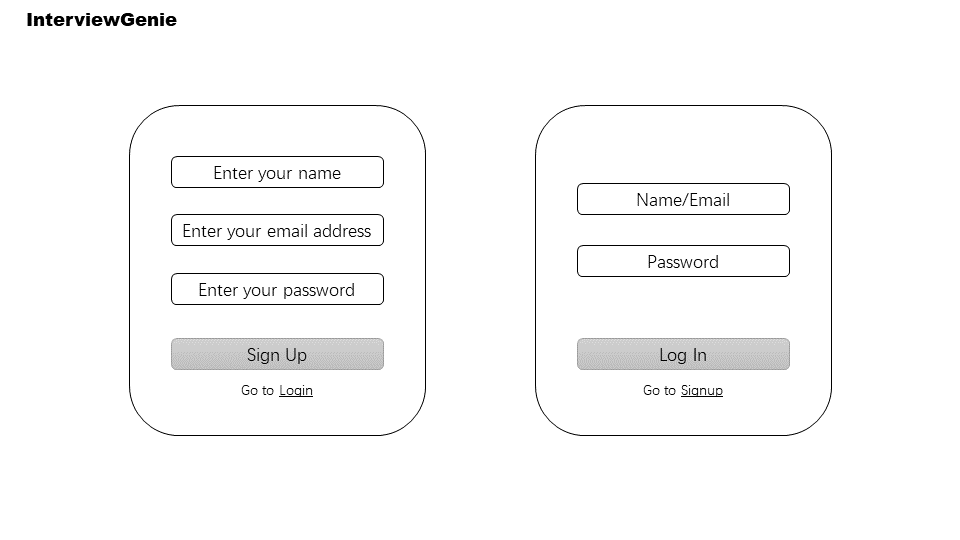 InterviewGenie
Enter your name
Enter your email address
Enter your password
Sign Up
Go to Login
Name/Email
Password
Log In
Go to Signup